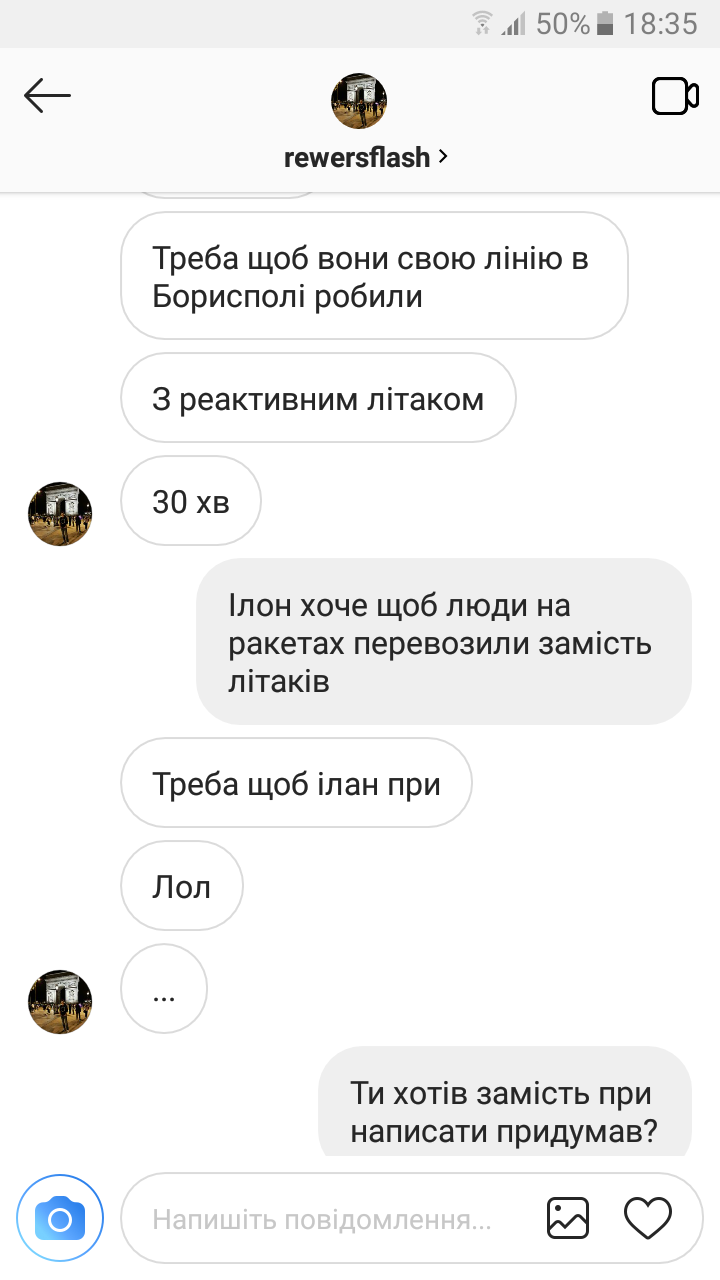 50% 18:35
rewersflash
Треба щоб вони свою лінію в
Борисполі робили
З реактивним літаком
30 хв
Ілон хоче щоб люди на
ракетах перевозили замість
літаків
Треба щоб ілан при
Лол
...
Ти хотів замість при
написати придумав?
Напишіть повідомлення...